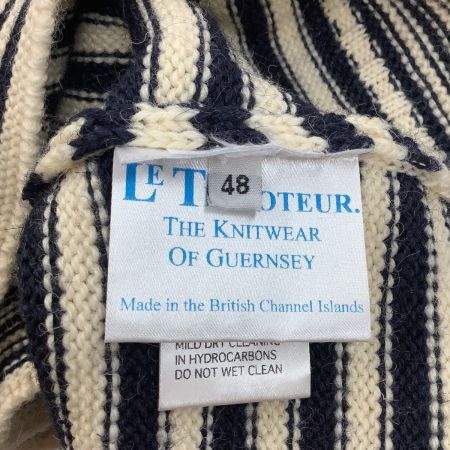 LE T OTEUR.
48
THE KNITWEAR
OF GUERNSEY
Made in the British Channel Islands
MILD DRY CLEANING
IN HYDROCARBONS
DO NOT WET CLEAN